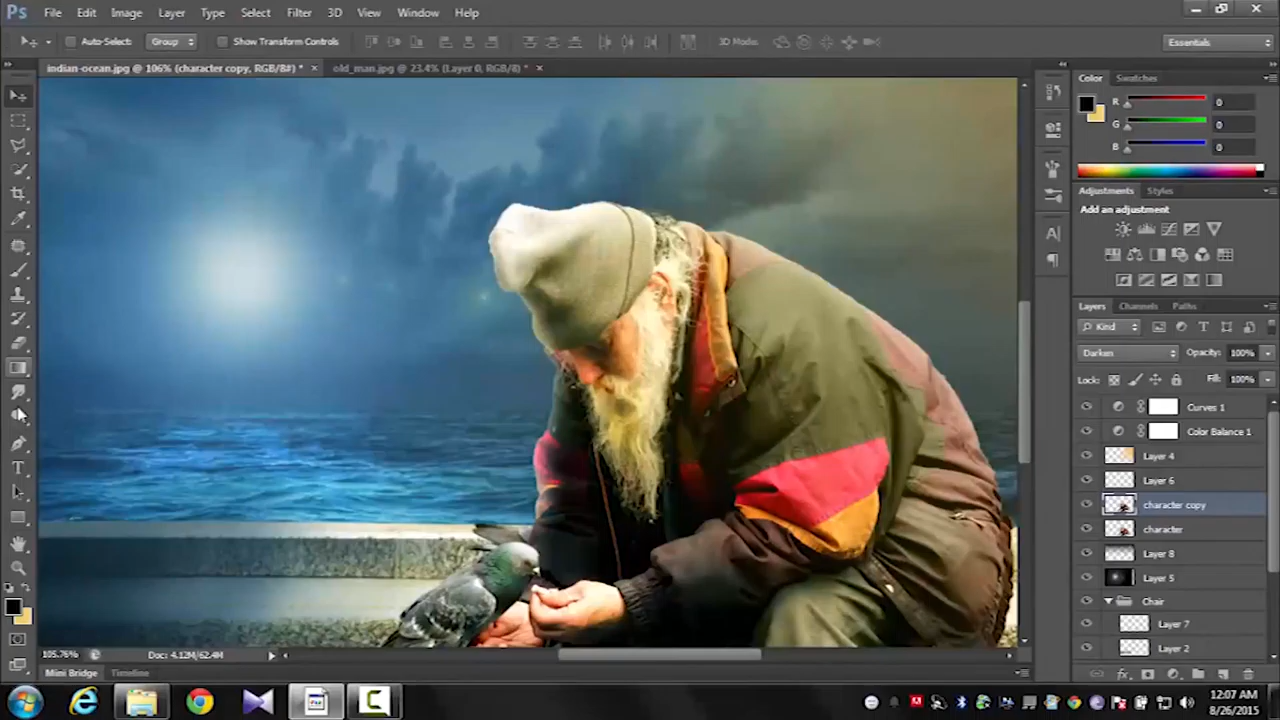 Ps File Edit Image Layer Type Select Filter 3D View Window Help
Auto-Select: Group Show Transform Controls 3D Mode: Essentials
indian-ocean.jpg @ 106% (character copy, RGB/8#) * × old_man.jpg @ 23.4% (Layer 0, RGB/8) * ×
Color Swatches
R 0
G 0
B 0
Adjustments Styles
Add an adjustment
Layers Channels Paths
Kind
Darken Opacity: 100%
Lock: Fill: 100%
Curves 1
Color Balance 1
Layer 4
Layer 6
character copy
character
Layer 8
Layer 5
Chair
Layer 7
Layer 2
105.76% Doc: 4.12M/62.4M
Mini Bridge Timeline
12:07 AM
8/26/2015